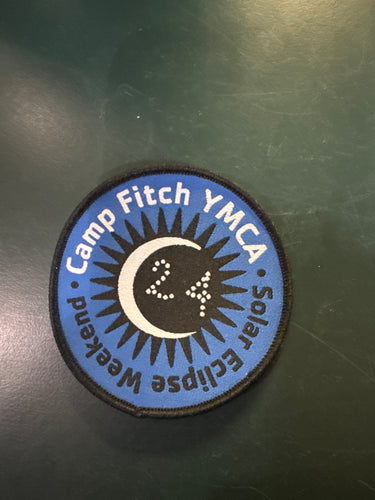 Camp Fitch YMCA
• Solar Eclipse Weekend •
24